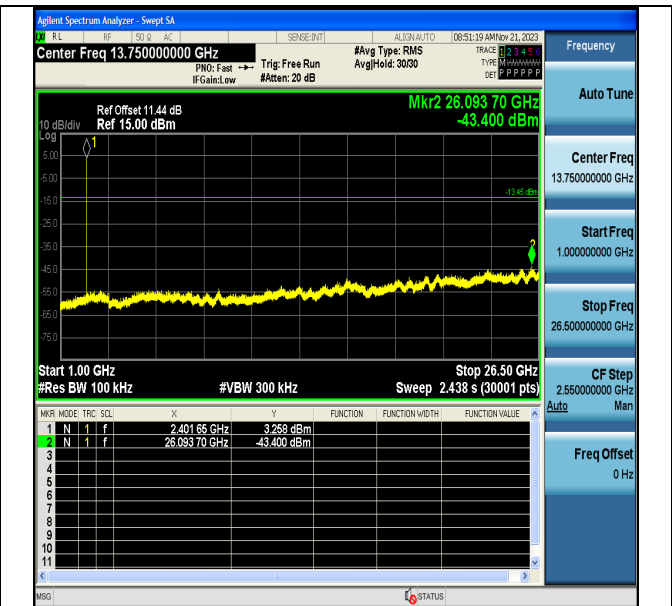 Agilent Spectrum Analyzer - Swept SA
RL RF 50 Ω AC SENSE:INT ALIGN AUTO 08:51:19 AM Nov 21, 2023
Center Freq 13.750000000 GHz
PNO: Fast
IFGain:Low
Trig: Free Run
#Atten: 20 dB
#Avg Type: RMS
Avg|Hold: 30/30
TRACE 1 2 3 4 5 6
TYPE M
DET P P P P P P
Mkr2 26.093 70 GHz
-43.400 dBm
Ref Offset 11.44 dB
10 dB/div Ref 15.00 dBm
Log
1
5.00
-5.00
-13.45 dBm
-15.0
-25.0
-35.0
2
-45.0
-55.0
-65.0
-75.0
Start 1.00 GHz Stop 26.50 GHz
#Res BW 100 kHz #VBW 300 kHz Sweep 2.438 s (30001 pts)
MKR MODE TRC SCL X Y FUNCTION FUNCTION WIDTH FUNCTION VALUE
1 N 1 f 2.401 65 GHz 3.258 dBm
2 N 1 f 26.093 70 GHz -43.400 dBm
3
4
5
6
7
8
9
10
11
MSG STATUS
Frequency
Auto Tune
Center Freq
13.750000000 GHz
Start Freq
1.000000000 GHz
Stop Freq
26.500000000 GHz
CF Step
2.550000000 GHz
Auto Man
Freq Offset
0 Hz